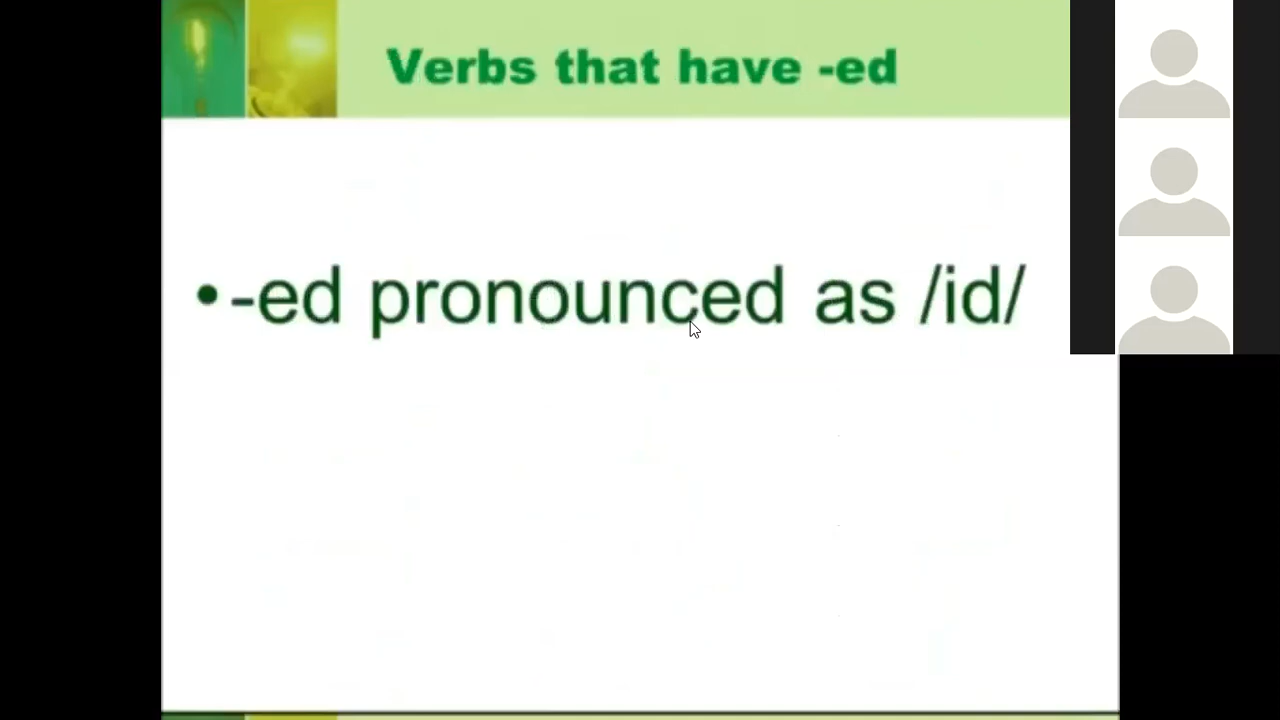 Verbs that have -ed
• -ed pronounced as /id/